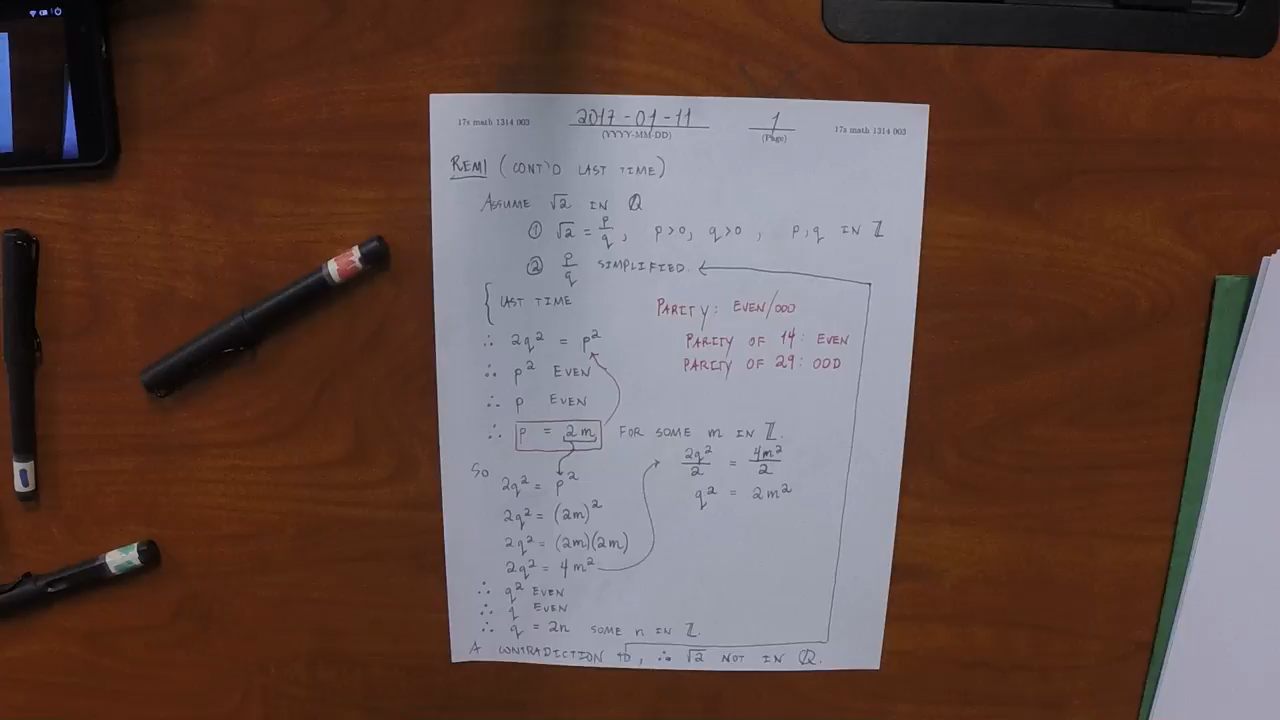 17s math 1314 003 2017-01-11 1 17s math 1314 003
(YYYY-MM-DD) (Page)
REM1 (CONT'D LAST TIME)
ASSUME √2 IN ℚ
① √2 = p/q, p>0, q>0, p,q IN ℤ
② p/q SIMPLIFIED.
{ LAST TIME
PARITY: EVEN/ODD
PARITY OF 14: EVEN
PARITY OF 29: ODD
∴ 2q² = p²
∴ p² EVEN
∴ p EVEN
∴ p = 2m FOR SOME m IN ℤ.
So
2q² = p²
2q² = (2m)²
2q² = (2m)(2m)
2q² = 4m²
2q²/2 = 4m²/2
q² = 2m²
∴ q² EVEN
∴ q EVEN
∴ q = 2n SOME n IN ℤ.
A CONTRADICTION TO, ∴ √2 NOT IN ℚ.